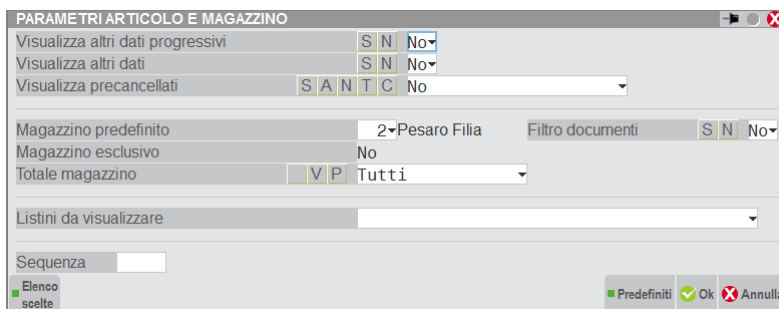 PARAMETRI ARTICOLO E MAGAZZINO
Visualizza altri dati progressivi S N No
Visualizza altri dati S N No
Visualizza precancellati S A N T C No
Magazzino predefinito 2 Pesaro Filia Filtro documenti S N No
Magazzino esclusivo No
Totale magazzino V P Tutti
Listini da visualizzare
Sequenza
Elenco
scelte Predefiniti Ok Annulla